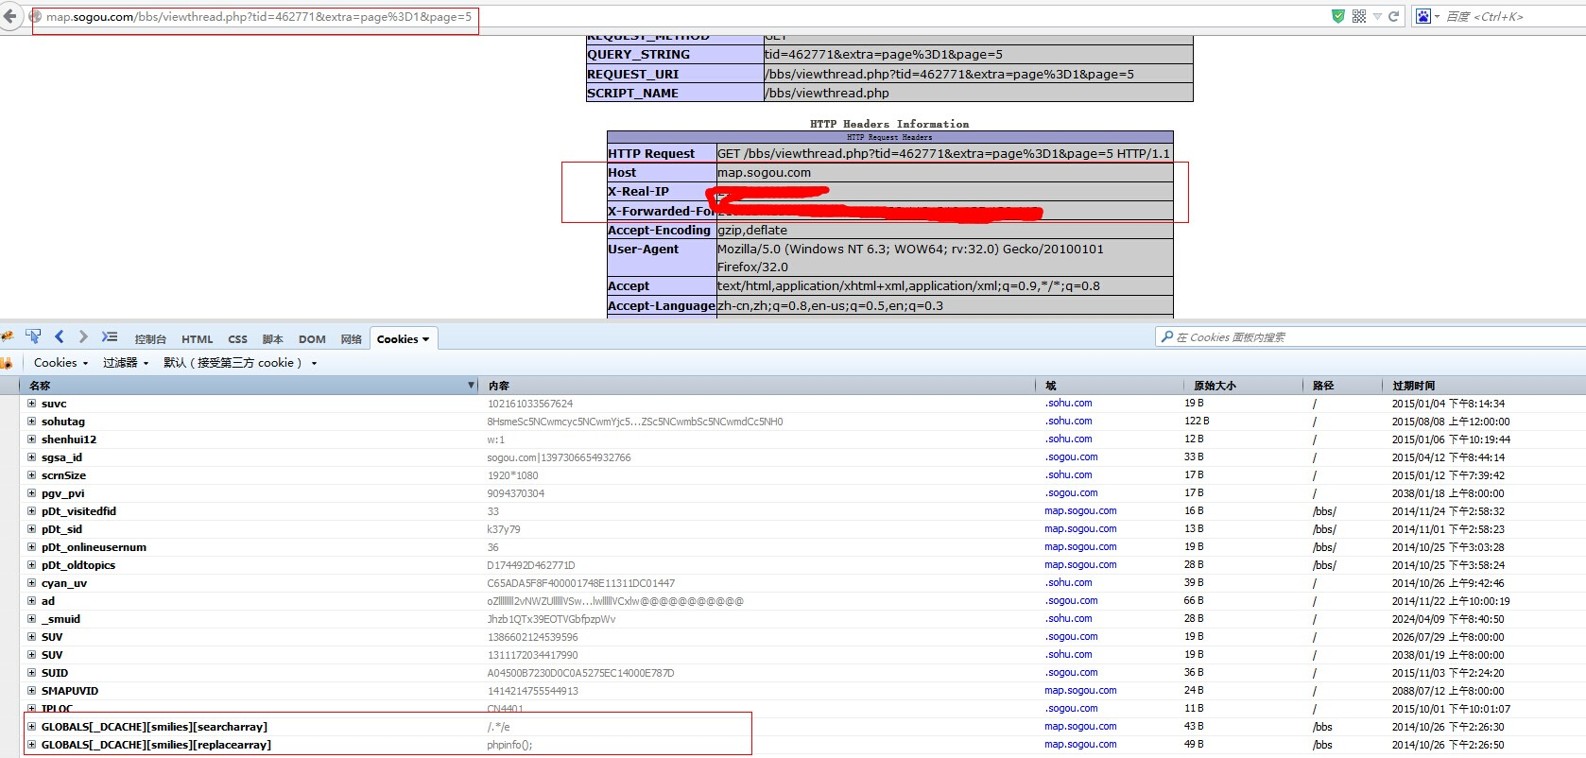 map.sogou.com/bbs/viewthread.php?tid=462771&extra=page%3D1&page=5
百度 <Ctrl+K>
REQUEST_METHOD GET
QUERY_STRING tid=462771&extra=page%3D1&page=5
REQUEST_URI /bbs/viewthread.php?tid=462771&extra=page%3D1&page=5
SCRIPT_NAME /bbs/viewthread.php
HTTP Headers Information
HTTP Request Headers
HTTP Request GET /bbs/viewthread.php?tid=462771&extra=page%3D1&page=5 HTTP/1.1
Host map.sogou.com
X-Real-IP
X-Forwarded-For
Accept-Encoding gzip,deflate
User-Agent Mozilla/5.0 (Windows NT 6.3; WOW64; rv:32.0) Gecko/20100101
Firefox/32.0
Accept text/html,application/xhtml+xml,application/xml;q=0.9,*/*;q=0.8
Accept-Language zh-cn,zh;q=0.8,en-us;q=0.5,en;q=0.3
控制台 HTML CSS 脚本 DOM 网络 Cookies 在 Cookies 面板内搜索
Cookies 过滤器 默认（接受第三方 cookie）
名称 内容 域 原始大小 路径 过期时间
suvc 102161033567624 .sohu.com 19 B / 2015/01/04 下午8:14:34
sohutag 8HsmeSc5NCwmcyc5NCwmYjc5...ZSc5NCwmbSc5NCwmdCc5NH0 .sohu.com 122 B / 2015/08/08 上午12:00:00
shenhui12 w:1 .sohu.com 12 B / 2015/01/06 上午10:19:44
sgsa_id sogou.com|1397306654932766 .sogou.com 33 B / 2015/04/12 下午8:44:14
scrnSize 1920*1080 .sohu.com 17 B / 2015/01/12 下午7:39:42
pgv_pvi 9094370304 .sogou.com 17 B / 2038/01/18 上午8:00:00
pDt_visitedfid 33 map.sogou.com 16 B /bbs/ 2014/11/24 下午2:58:32
pDt_sid k37y79 map.sogou.com 13 B /bbs/ 2014/11/01 下午2:58:23
pDt_onlineusernum 36 map.sogou.com 19 B /bbs/ 2014/10/25 下午3:03:28
pDt_oldtopics D174492D462771D map.sogou.com 28 B /bbs/ 2014/10/25 下午3:58:24
cyan_uv C65ADA5F8F400001748E11311DC01447 .sohu.com 39 B / 2014/10/26 上午9:42:46
ad .sogou.com 66 B / 2014/11/22 上午10:00:19
_smuid Jhzb1QTx39EOTVGbfpzpWv .sohu.com 28 B / 2024/04/09 下午8:40:50
SUV 1386602124539596 .sogou.com 19 B / 2026/07/29 上午8:00:00
SUV 1311172034417990 .sohu.com 19 B / 2038/01/19 上午8:00:00
SUID A04500B7230D0C0A5275EC14000E787D .sogou.com 36 B / 2015/11/03 下午2:24:20
SMAPUVID 1414214755544913 map.sogou.com 24 B / 2088/07/12 上午8:00:00
IPLOC CN4401 .sogou.com 11 B / 2015/10/01 下午10:01:07
GLOBALS[_DCACHE][smilies][searcharray] /.*/e map.sogou.com 43 B /bbs 2014/10/26 下午2:26:30
GLOBALS[_DCACHE][smilies][replacearray] phpinfo(); map.sogou.com 49 B /bbs 2014/10/26 下午2:26:50